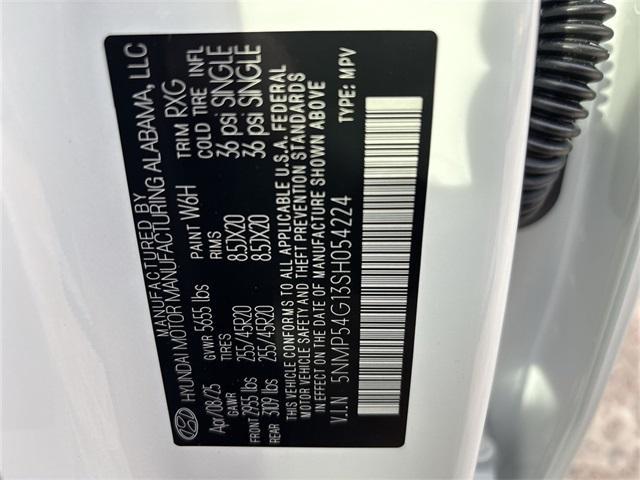 MANUFACTURED BY
HYUNDAI MOTOR MANUFACTURING ALABAMA, LLC
Apr/08/25 GVWR 5655 lbs PAINT W6H TRIM RXG
GAWR TIRES RIMS COLD TIRE INFL
FRONT 2955 lbs 255/45R20 8.5JX20 36 psi SINGLE
REAR 3109 lbs 255/45R20 8.5JX20 36 psi SINGLE
THIS VEHICLE CONFORMS TO ALL APPLICABLE U.S.A. FEDERAL
MOTOR VEHICLE SAFETY AND THEFT PREVENTION STANDARDS
IN EFFECT ON THE DATE OF MANUFACTURE SHOWN ABOVE
V.I.N 5NMP54G13SH054224 TYPE: MPV